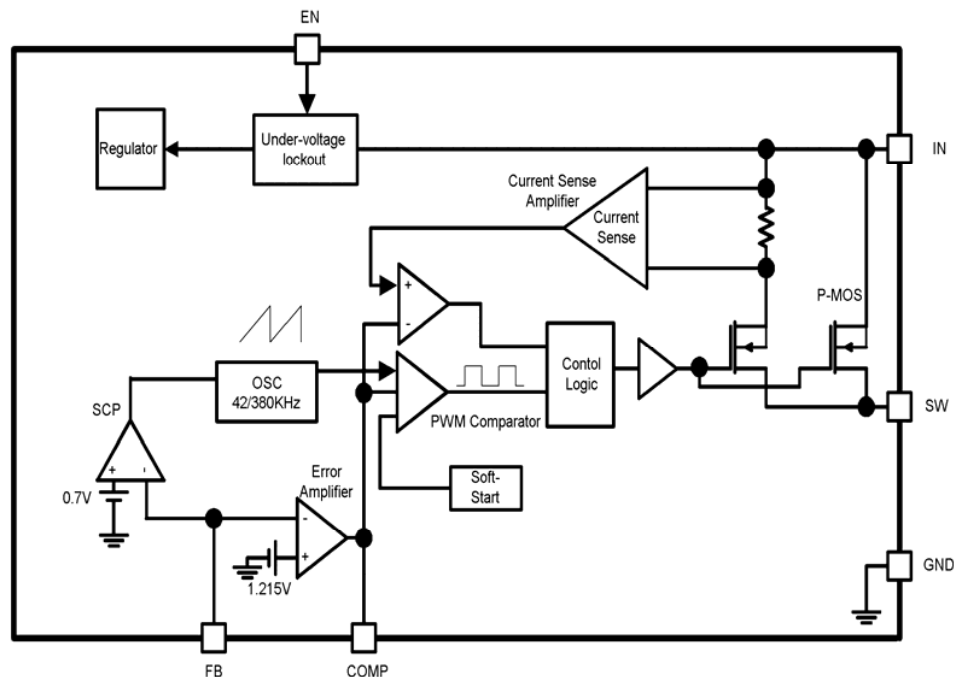 EN
Regulator
Under-voltage
lockout
IN
Current Sense
Amplifier
Current
Sense
P-MOS
+
-
OSC
42/380KHz
Contol
Logic
SCP
PWM Comparator
SW
+ -
0.7V
Error
Amplifier
Soft-
Start
-
+
1.215V
GND
FB
COMP